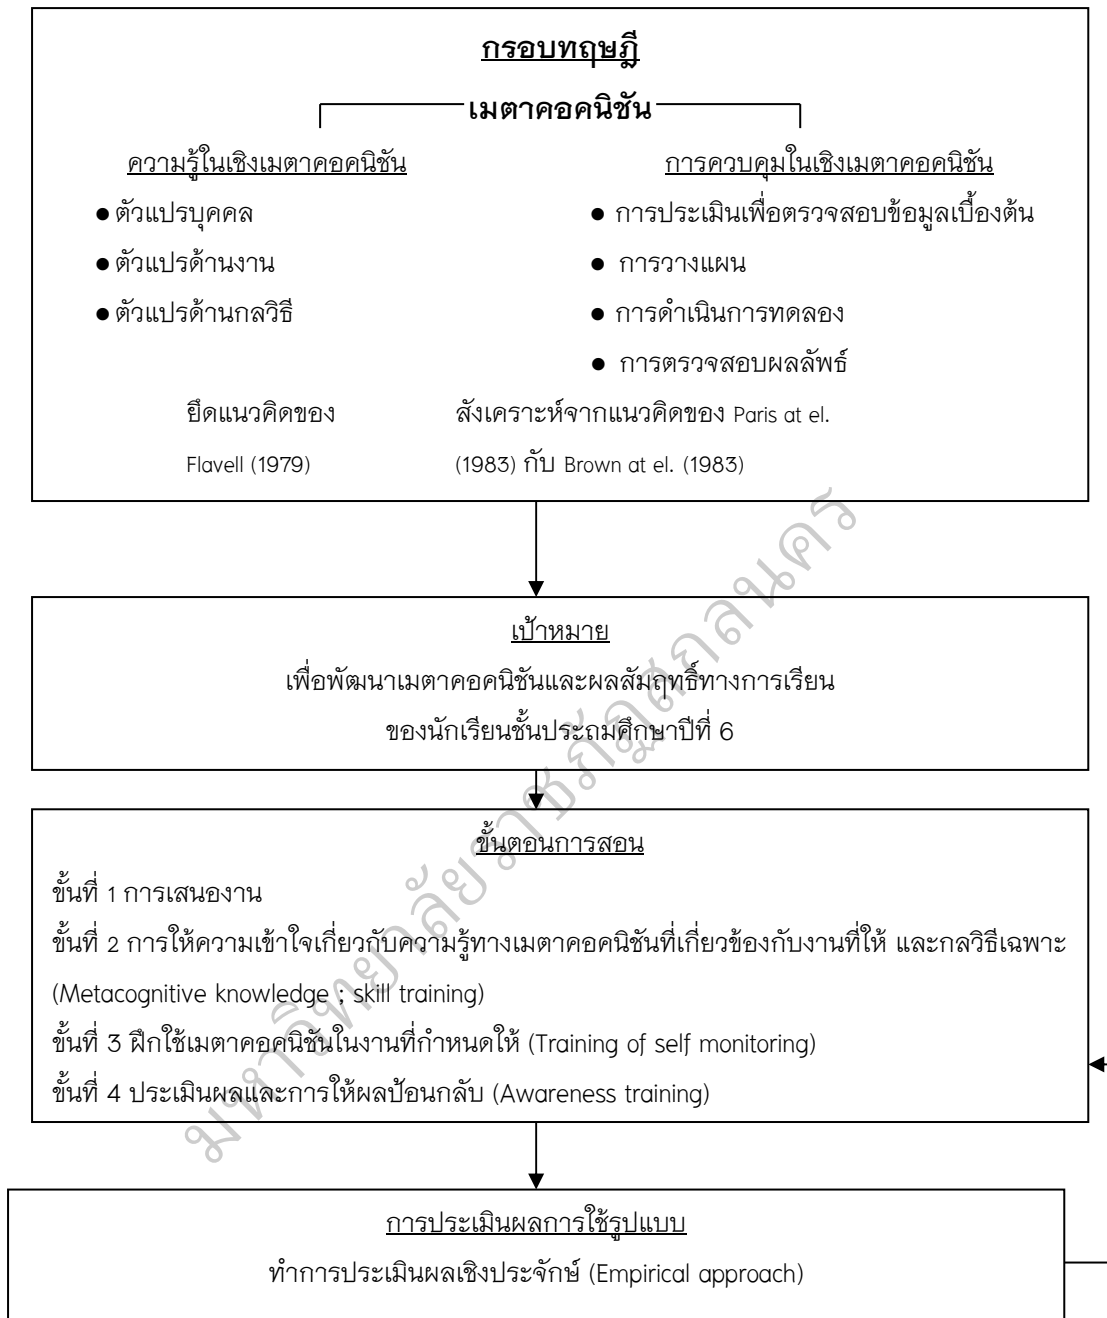 กรอบทฤษฎี
เมตาคอคนิชัน
ความรู้ในเชิงเมตาคอคนิชัน
● ตัวแปรบุคคล
● ตัวแปรด้านงาน
● ตัวแปรด้านกลวิธี
การควบคุมในเชิงเมตาคอคนิชัน
● การประเมินเพื่อตรวจสอบข้อมูลเบื้องต้น
● การวางแผน
● การดำเนินการทดลอง
● การตรวจสอบผลลัพธ์
ยึดแนวคิดของ
Flavell (1979)
สังเคราะห์จากแนวคิดของ Paris at el.
(1983) กับ Brown at el. (1983)
เป้าหมาย
เพื่อพัฒนาเมตาคอคนิชันและผลสัมฤทธิ์ทางการเรียน
ของนักเรียนชั้นประถมศึกษาปีที่ 6
ขั้นตอนการสอน
ขั้นที่ 1 การเสนองาน
ขั้นที่ 2 การให้ความเข้าใจเกี่ยวกับความรู้ทางเมตาคอคนิชันที่เกี่ยวข้องกับงานที่ให้ และกลวิธีเฉพาะ
(Metacognitive knowledge ; skill training)
ขั้นที่ 3 ฝึกใช้เมตาคอคนิชันในงานที่กำหนดให้ (Training of self monitoring)
ขั้นที่ 4 ประเมินผลและการให้ผลป้อนกลับ (Awareness training)
การประเมินผลการใช้รูปแบบ
ทำการประเมินผลเชิงประจักษ์ (Empirical approach)
มหาวิทยาลัยราชภัฏสกลนคร